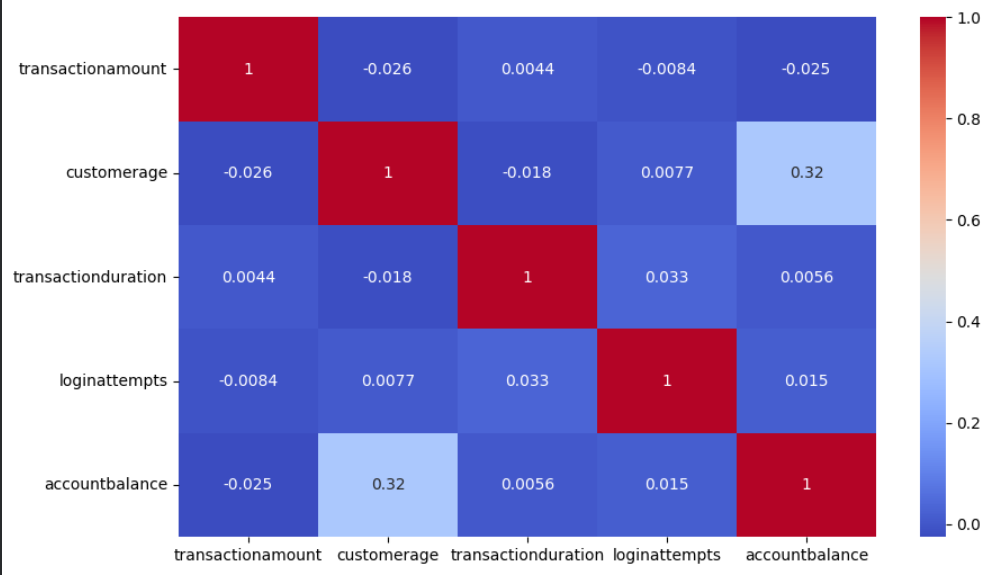 transactionamount 1 -0.026 0.0044 -0.0084 -0.025
customerage -0.026 1 -0.018 0.0077 0.32
transactionduration 0.0044 -0.018 1 0.033 0.0056
loginattempts -0.0084 0.0077 0.033 1 0.015
accountbalance -0.025 0.32 0.0056 0.015 1
transactionamount customerage transactionduration loginattempts accountbalance
1.0
0.8
0.6
0.4
0.2
0.0